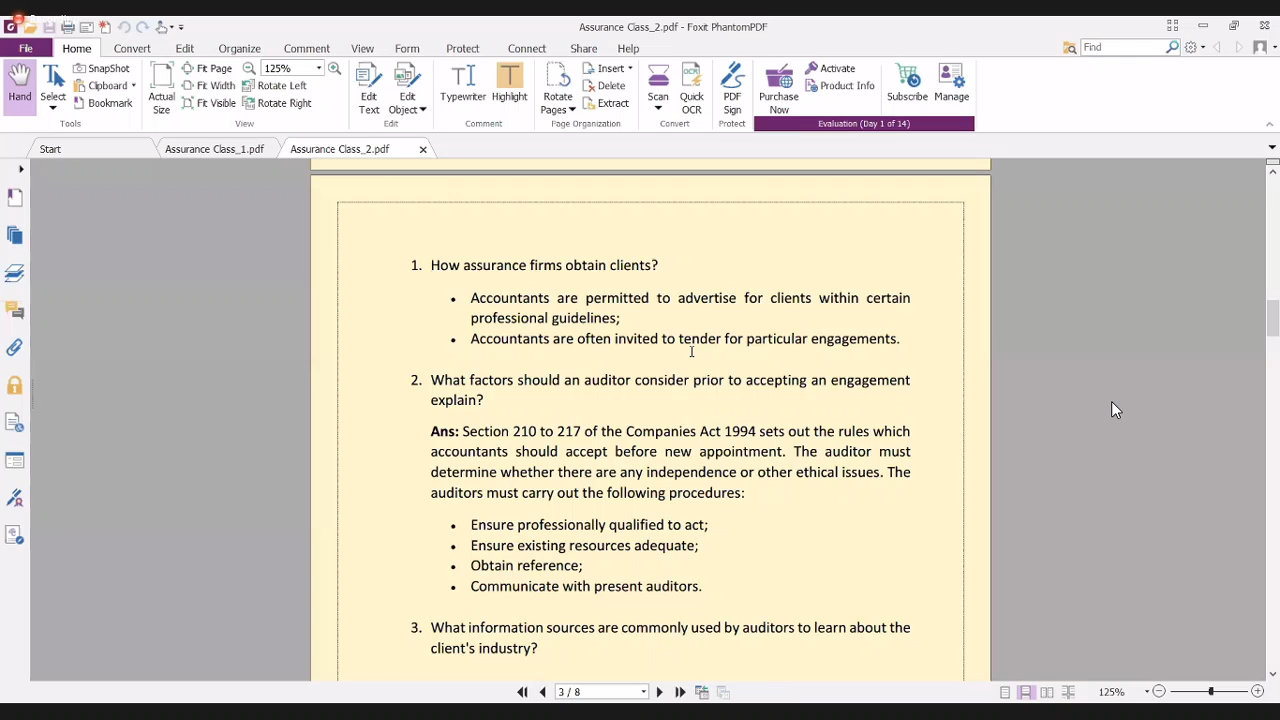 Assurance Class_2.pdf - Foxit PhantomPDF
File Home Convert Edit Organize Comment View Form Protect Connect Share Help Find
Hand Select SnapShot Clipboard Bookmark Tools
Actual Size Fit Page Fit Width Fit Visible 125% Rotate Left Rotate Right View
Edit Text Edit Object Edit
Typewriter Highlight Comment
Rotate Pages Insert Delete Extract Page Organization
Scan Quick OCR Convert
PDF Sign Protect
Purchase Now Activate Product Info Subscribe Manage
Evaluation (Day 1 of 14)
Start Assurance Class_1.pdf Assurance Class_2.pdf
1. How assurance firms obtain clients?
• Accountants are permitted to advertise for clients within certain
professional guidelines;
• Accountants are often invited to tender for particular engagements.
2. What factors should an auditor consider prior to accepting an engagement
explain?
Ans: Section 210 to 217 of the Companies Act 1994 sets out the rules which
accountants should accept before new appointment. The auditor must
determine whether there are any independence or other ethical issues. The
auditors must carry out the following procedures:
• Ensure professionally qualified to act;
• Ensure existing resources adequate;
• Obtain reference;
• Communicate with present auditors.
3. What information sources are commonly used by auditors to learn about the
client's industry?
3 / 8
125%